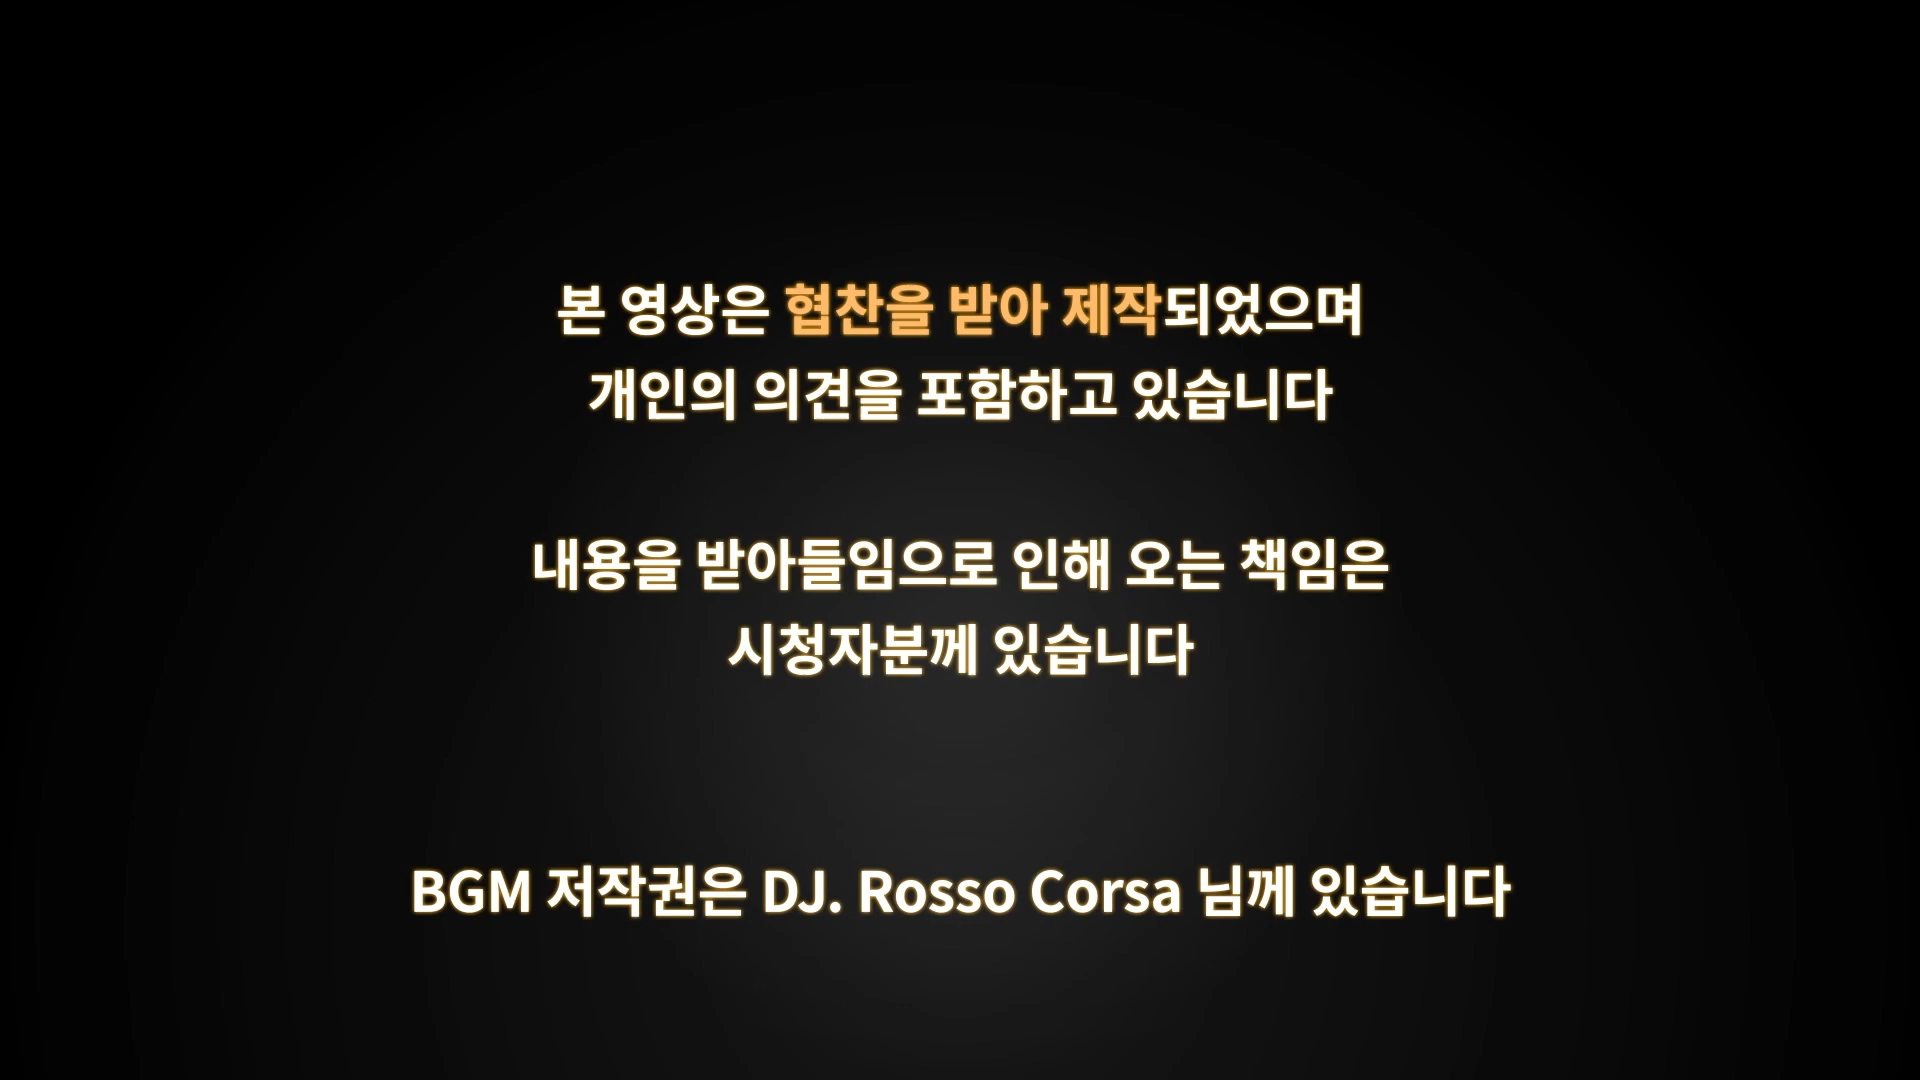 본 영상은 협찬을 받아 제작되었으며
개인의 의견을 포함하고 있습니다
내용을 받아들임으로 인해 오는 책임은
시청자분께 있습니다
BGM 저작권은 DJ. Rosso Corsa 님께 있습니다